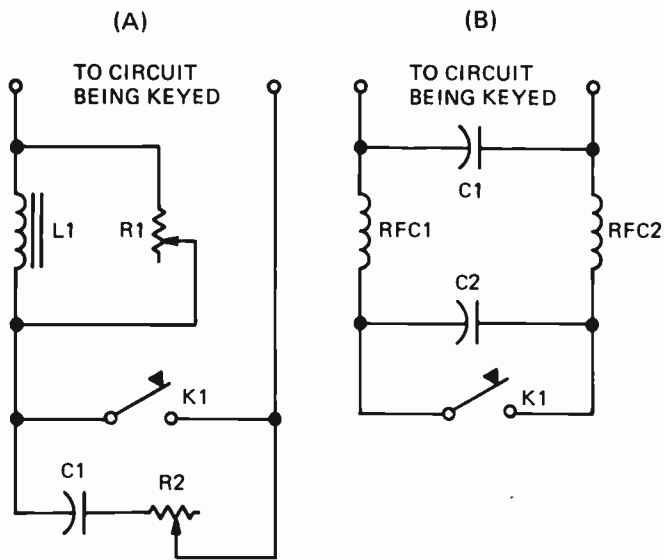 (A)
(B)
TO CIRCUIT
BEING KEYED
TO CIRCUIT
BEING KEYED
C1
L1
R1
RFC1
RFC2
C2
K1
K1
C1
R2